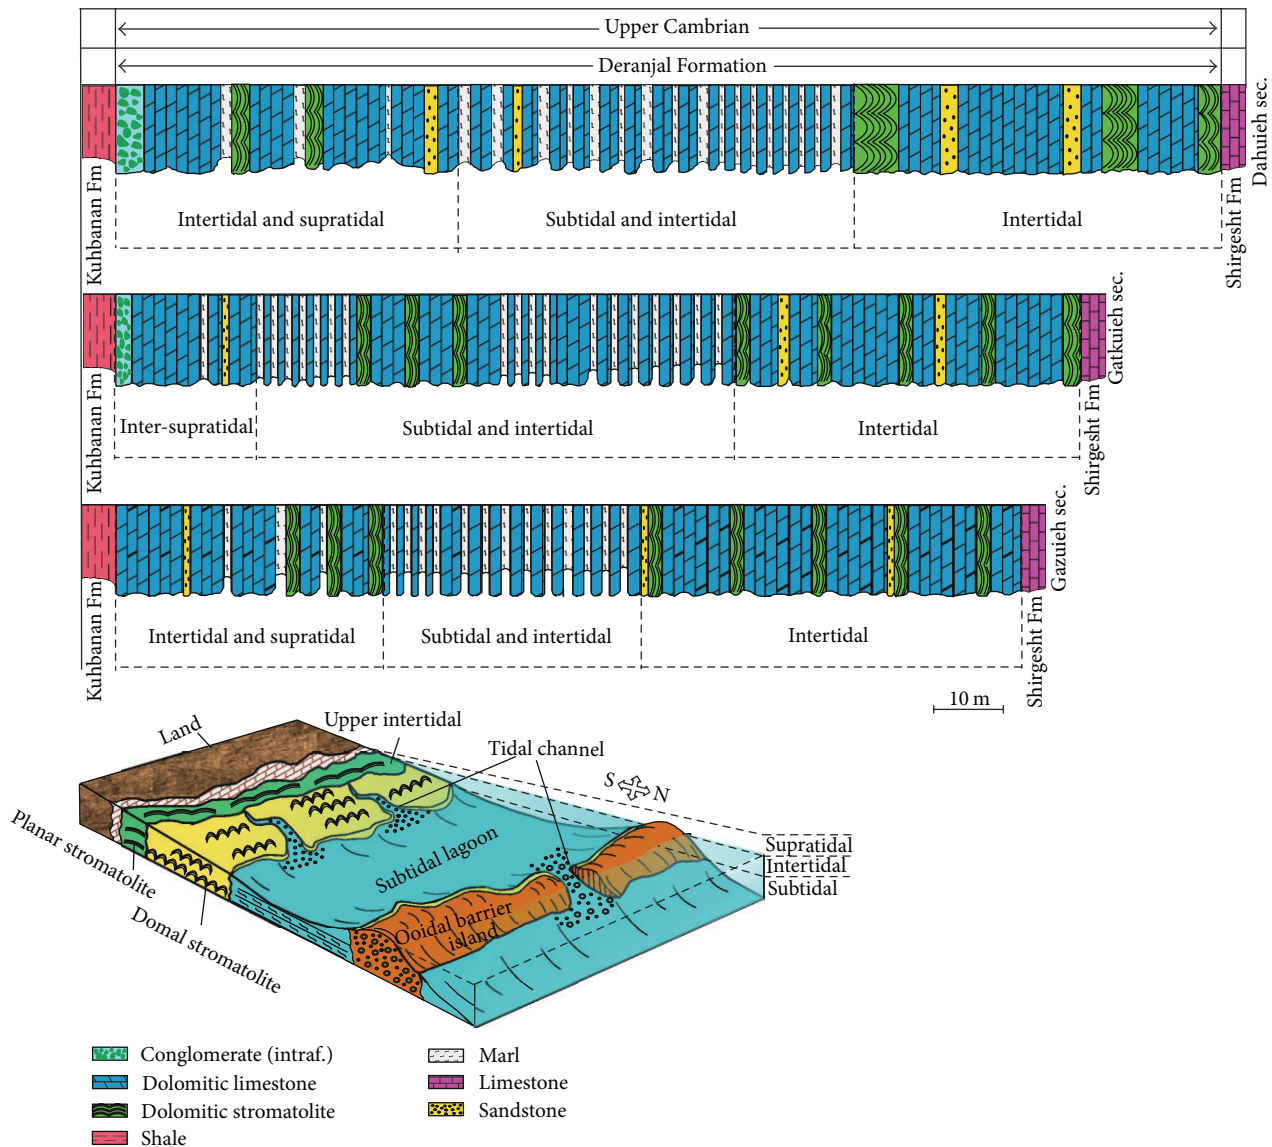 Upper Cambrian
Deranjal Formation
Kuhbanan Fm
Intertidal and supratidal
Subtidal and intertidal
Intertidal
Shirgesht Fm
Dahuieh sec.
Kuhbanan Fm
Inter-supratidal
Subtidal and intertidal
Intertidal
Shirgesht Fm
Gatkuieh sec.
Kuhbanan Fm
Intertidal and supratidal
Subtidal and intertidal
Intertidal
Shirgesht Fm
Gazuieh sec.
10 m
Land
Upper intertidal
Tidal channel
S N
Planar stromatolite
Domal stromatolite
Subtidal lagoon
Ooidal barrier
island
Supratidal
Intertidal
Subtidal
Conglomerate (intraf.)
Dolomitic limestone
Dolomitic stromatolite
Shale
Marl
Limestone
Sandstone